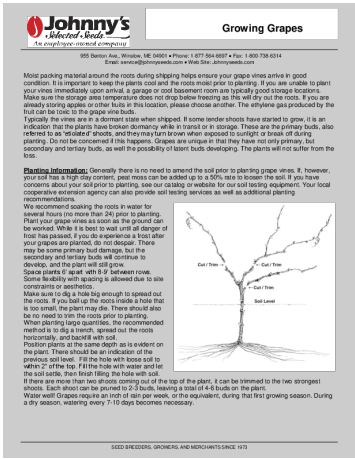 Johnny's
Selected Seeds
An employee-owned company
Growing Grapes
955 Benton Ave., Winslow, ME 04901 • Phone: 1-877-564-6697 • Fax: 1-800-738-6314
Email: service@johnnyseeds.com • Web Site: Johnnyseeds.com
Moist packing material around the roots during shipping helps ensure your grape vines arrive in good
condition. It is important to keep the plants cool and the roots moist prior to planting. If you are unable to plant
your vines immediately upon arrival, a garage or cool basement room are typically good storage locations.
Make sure the storage area temperature does not drop below freezing as this will dry out the roots. If you are
already storing apples or other fruits in this location, please choose another. The ethylene gas produced by the
fruit can be toxic to the grape vine buds.
Typically the vines are in a dormant state when shipped. If some tender shoots have started to grow, it is an
indication that the plants have broken dormancy while in transit or in storage. These are the primary buds, also
referred to as "etiolated" shoots, and they may turn brown when exposed to sunlight or break off during
planting. Do not be concerned if this happens. Grapes are unique in that they have not only primary, but
secondary and tertiary buds, as well the possibility of latent buds developing. The plants will not suffer from the
loss.
Planting Information: Generally there is no need to amend the soil prior to planting grape vines. If, however,
your soil has a high clay content, peat moss can be added up to a 50% rate to loosen the soil. If you have
concerns about your soil prior to planting, see our catalog or website for our soil testing equipment. Your local
cooperative extension agency can also provide soil testing services as well as additional planting
recommendations.
We recommend soaking the roots in water for
several hours (no more than 24) prior to planting.
Plant your grape vines as soon as the ground can
be worked. While it is best to wait until all danger of
frost has passed, if you do experience a frost after
your grapes are planted, do not despair. There
may be some primary bud damage, but the
secondary and tertiary buds will continue to
develop, and the plant will still grow.
Space plants 6' apart with 8-9' between rows.
Some flexibility with spacing is allowed due to site
constraints or aesthetics.
Make sure to dig a hole big enough to spread out
the roots. If you ball up the roots inside a hole that
is too small, the plant may die. There should also
be no need to trim the roots prior to planting.
When planting large quantities, the recommended
method is to dig a trench, spread out the roots
horizontally, and backfill with soil.
Position plants at the same depth as is evident on
the plant. There should be an indication of the
previous soil level. Fill the hole with loose soil to
within 2" of the top. Fill the hole with water and let
the soil settle, then finish filling the hole with soil.
Cut / Trim
Cut / Trim
Soil Level
If there are more than two shoots coming out of the top of the plant, it can be trimmed to the two strongest
shoots. Each shoot can be pruned to 2-3 buds, leaving a total of 4-6 buds on the plant.
Water well! Grapes require an inch of rain per week, or the equivalent, during that first growing season. During
a dry season, watering every 7-10 days becomes necessary.
SEED BREEDERS, GROWERS, AND MERCHANTS SINCE 1973